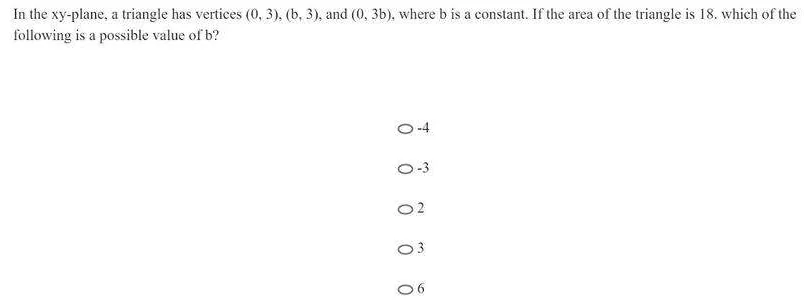 In the xy-plane, a triangle has vertices (0, 3), (b, 3), and (0, 3b), where b is a constant. If the area of the triangle is 18. which of the
following is a possible value of b?
-4
-3
2
3
6